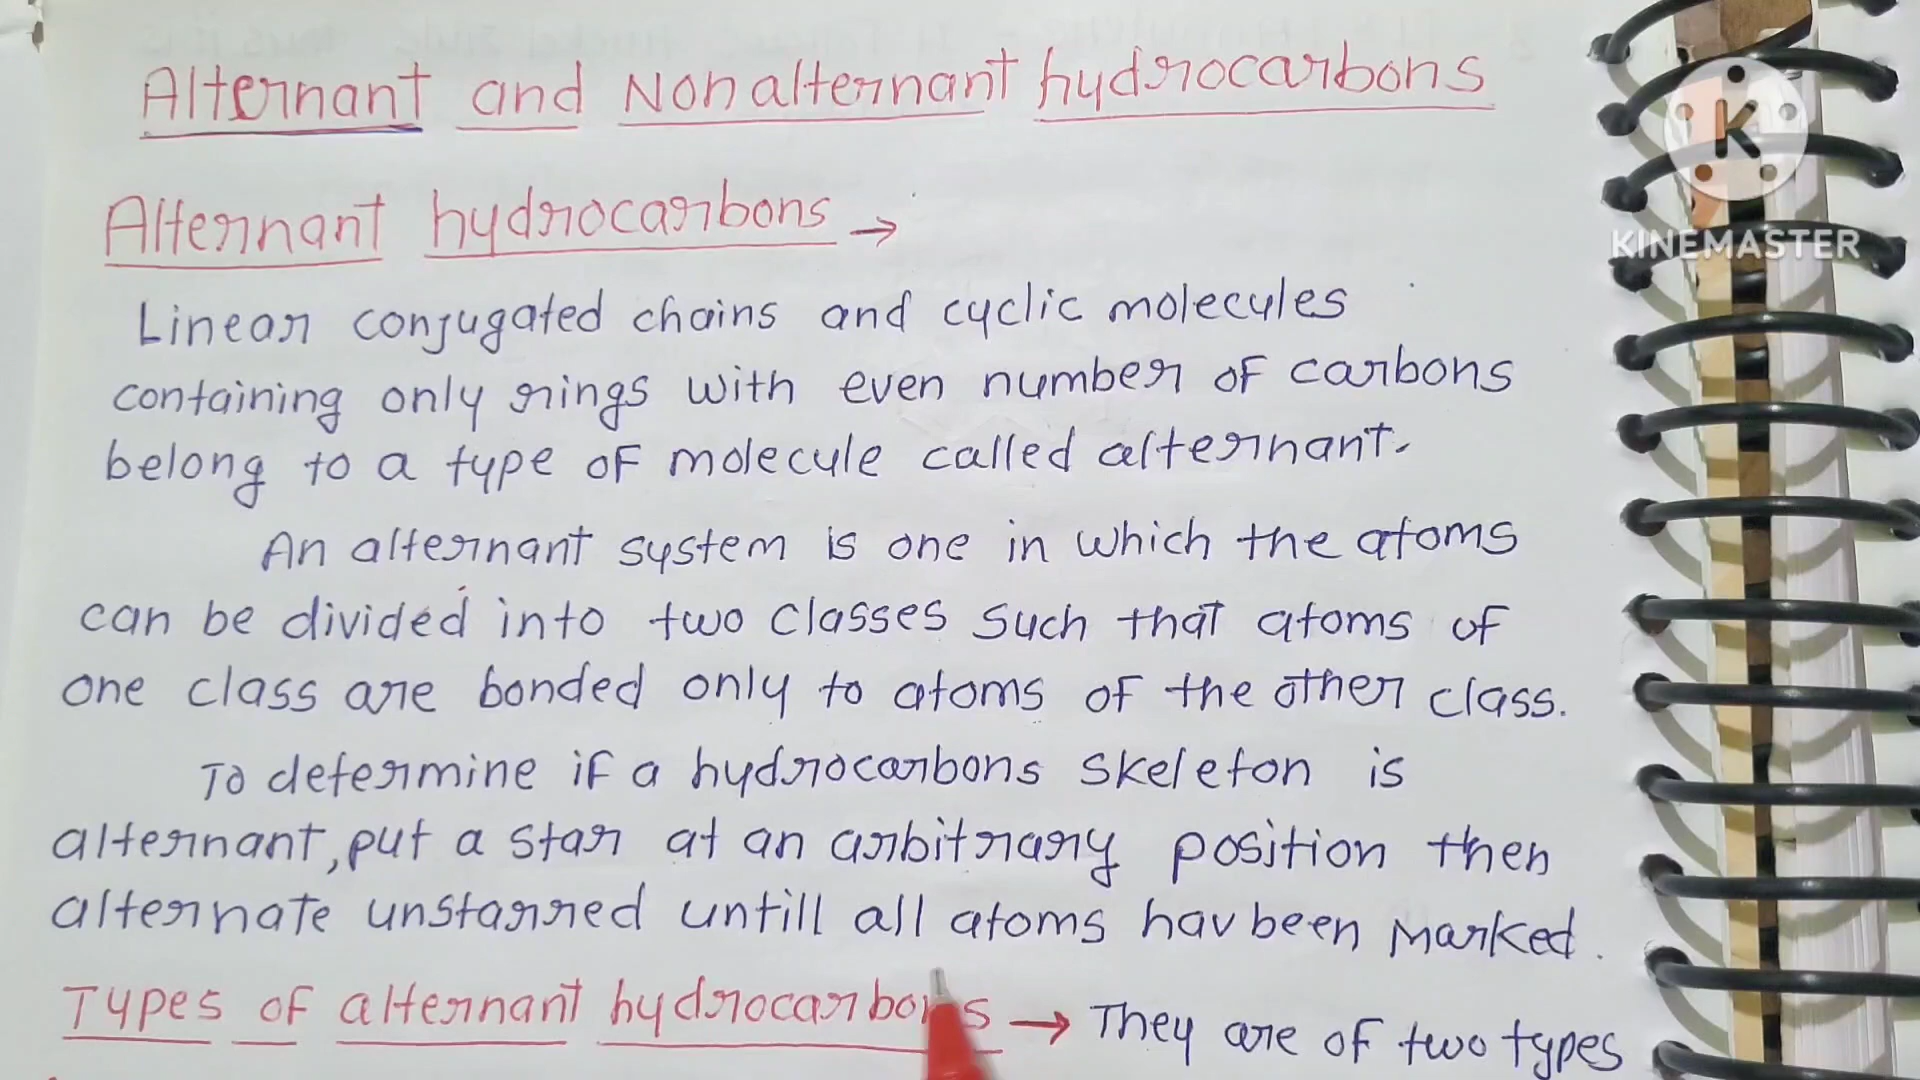 Alternant and Nonalternant hydrocarbons
Alternant hydrocarbons →
Linear conjugated chains and cyclic molecules
containing only rings with even number of carbons
belong to a type of molecule called alternant.
An alternant system is one in which the atoms
can be divided into two classes such that atoms of
one class are bonded only to atoms of the other class.
To determine if a hydrocarbons skeleton is
alternant, put a star at an arbitrary position then
alternate unstarred untill all atoms hav been Marked.
Types of alternant hydrocarbons → They are of two types
K
KINEMASTER